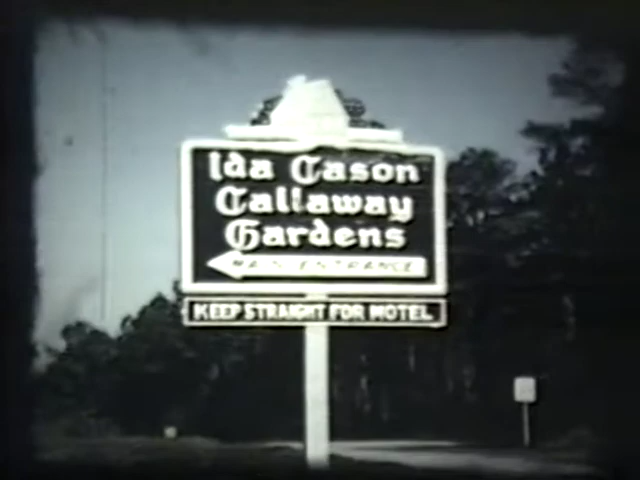 Ida Cason
Callaway
Gardens
MAIN ENTRANCE
KEEP STRAIGHT FOR MOTEL